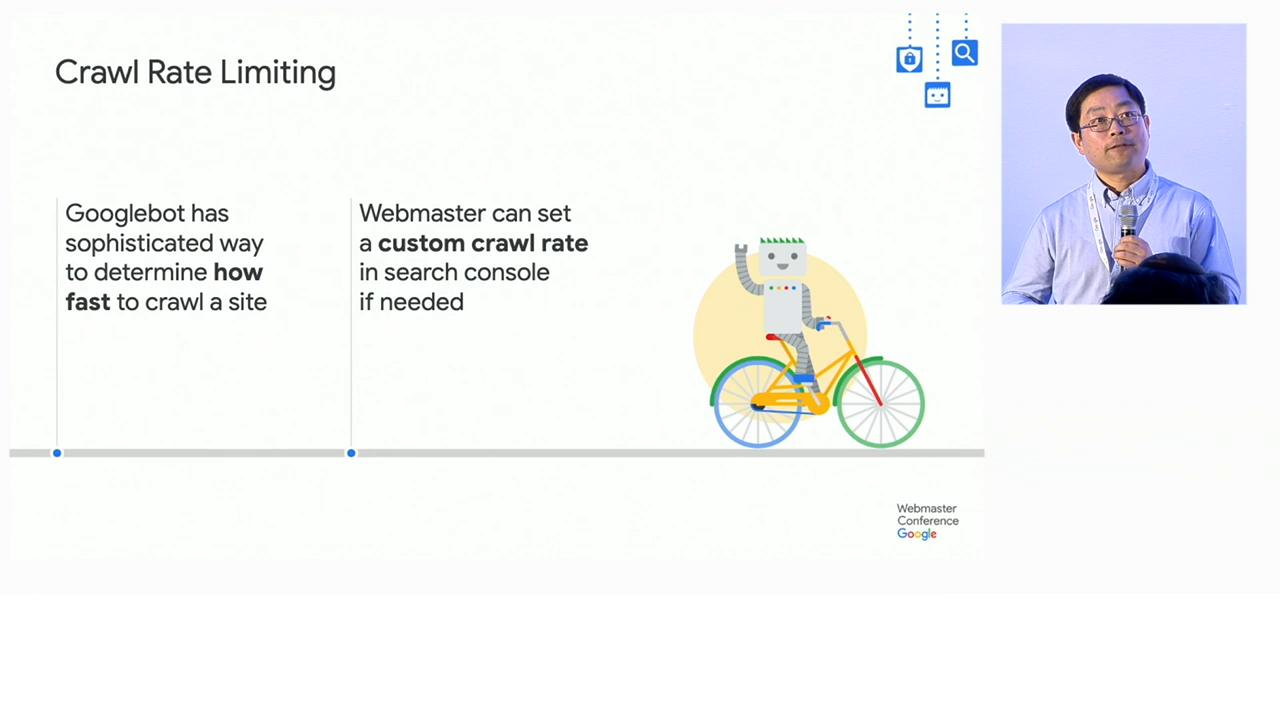 Crawl Rate Limiting
Googlebot has
sophisticated way
to determine how
fast to crawl a site
Webmaster can set
a custom crawl rate
in search console
if needed
Webmaster
Conference
Google